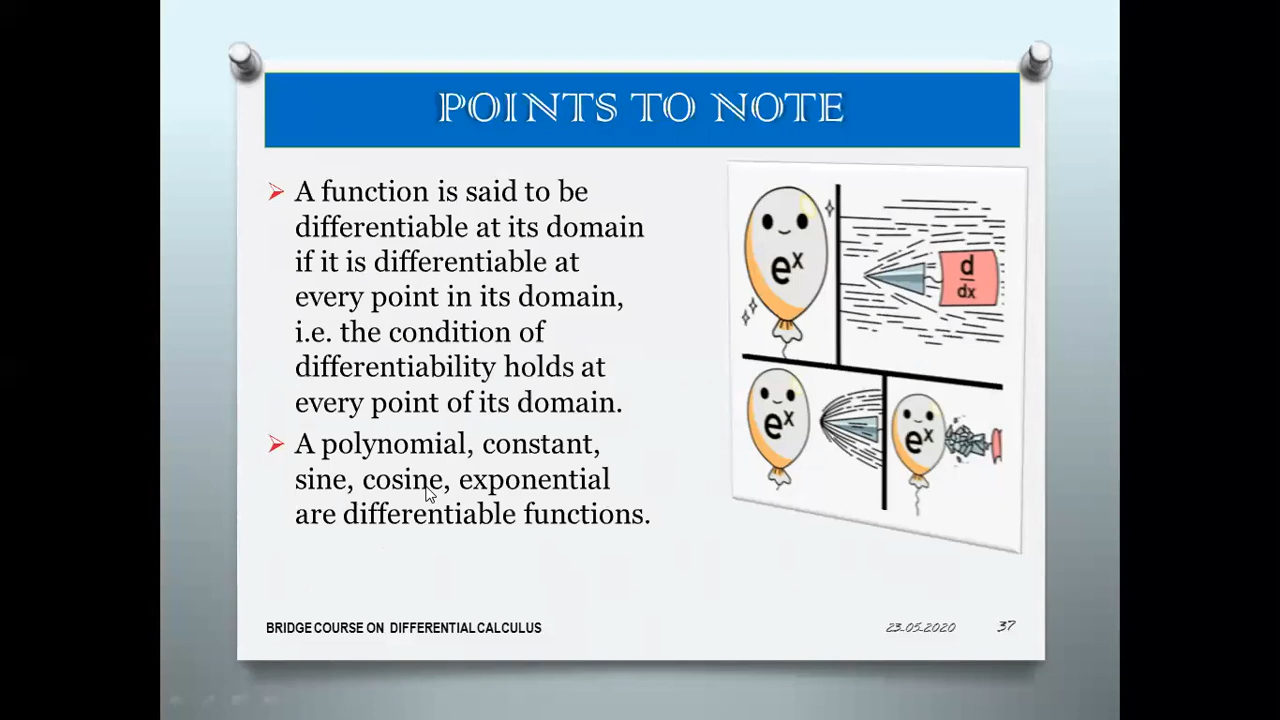 POINTS TO NOTE
A function is said to be
differentiable at its domain
if it is differentiable at
every point in its domain,
i.e. the condition of
differentiability holds at
every point of its domain.
A polynomial, constant,
sine, cosine, exponential
are differentiable functions.
e^x
d
dx
e^x
e^x
BRIDGE COURSE ON DIFFERENTIAL CALCULUS
23.05.2020
37